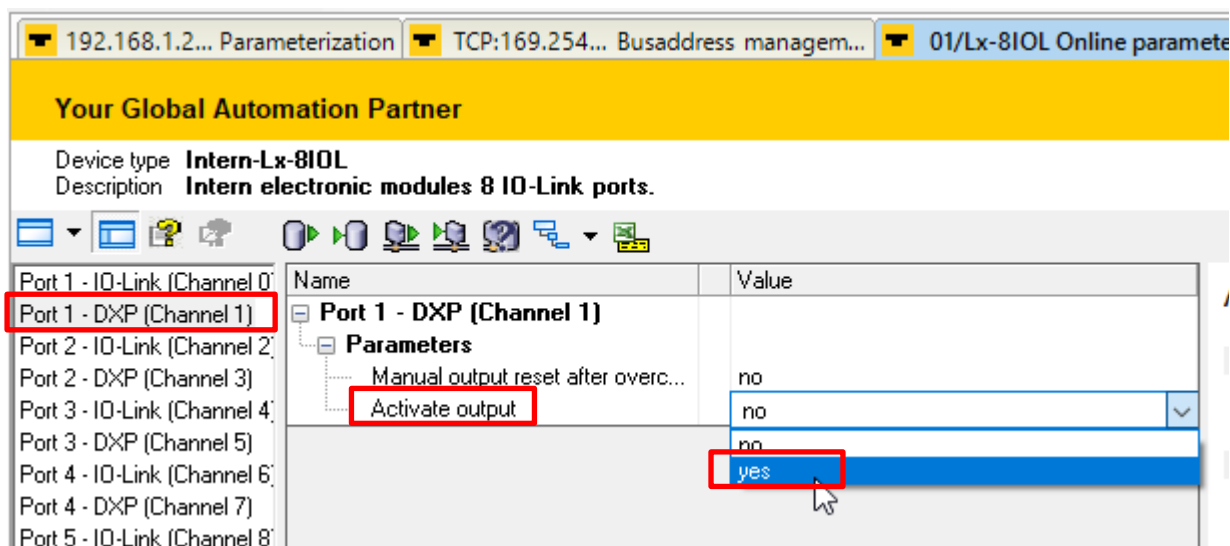 192.168.1.2... Parameterization TCP:169.254... Busaddress managem... 01/Lx-8IOL Online paramete
Your Global Automation Partner
Device type Intern-Lx-8IOL
Description Intern electronic modules 8 IO-Link ports.
Name Value
Port 1 - IO-Link (Channel 0)
Port 1 - DXP (Channel 1)
Port 2 - IO-Link (Channel 2)
Port 2 - DXP (Channel 3)
Port 3 - IO-Link (Channel 4)
Port 3 - DXP (Channel 5)
Port 4 - IO-Link (Channel 6)
Port 4 - DXP (Channel 7)
Port 5 - IO-Link (Channel 8)
Port 1 - DXP (Channel 1)
Parameters
Manual output reset after overc... no
Activate output no
no
yes